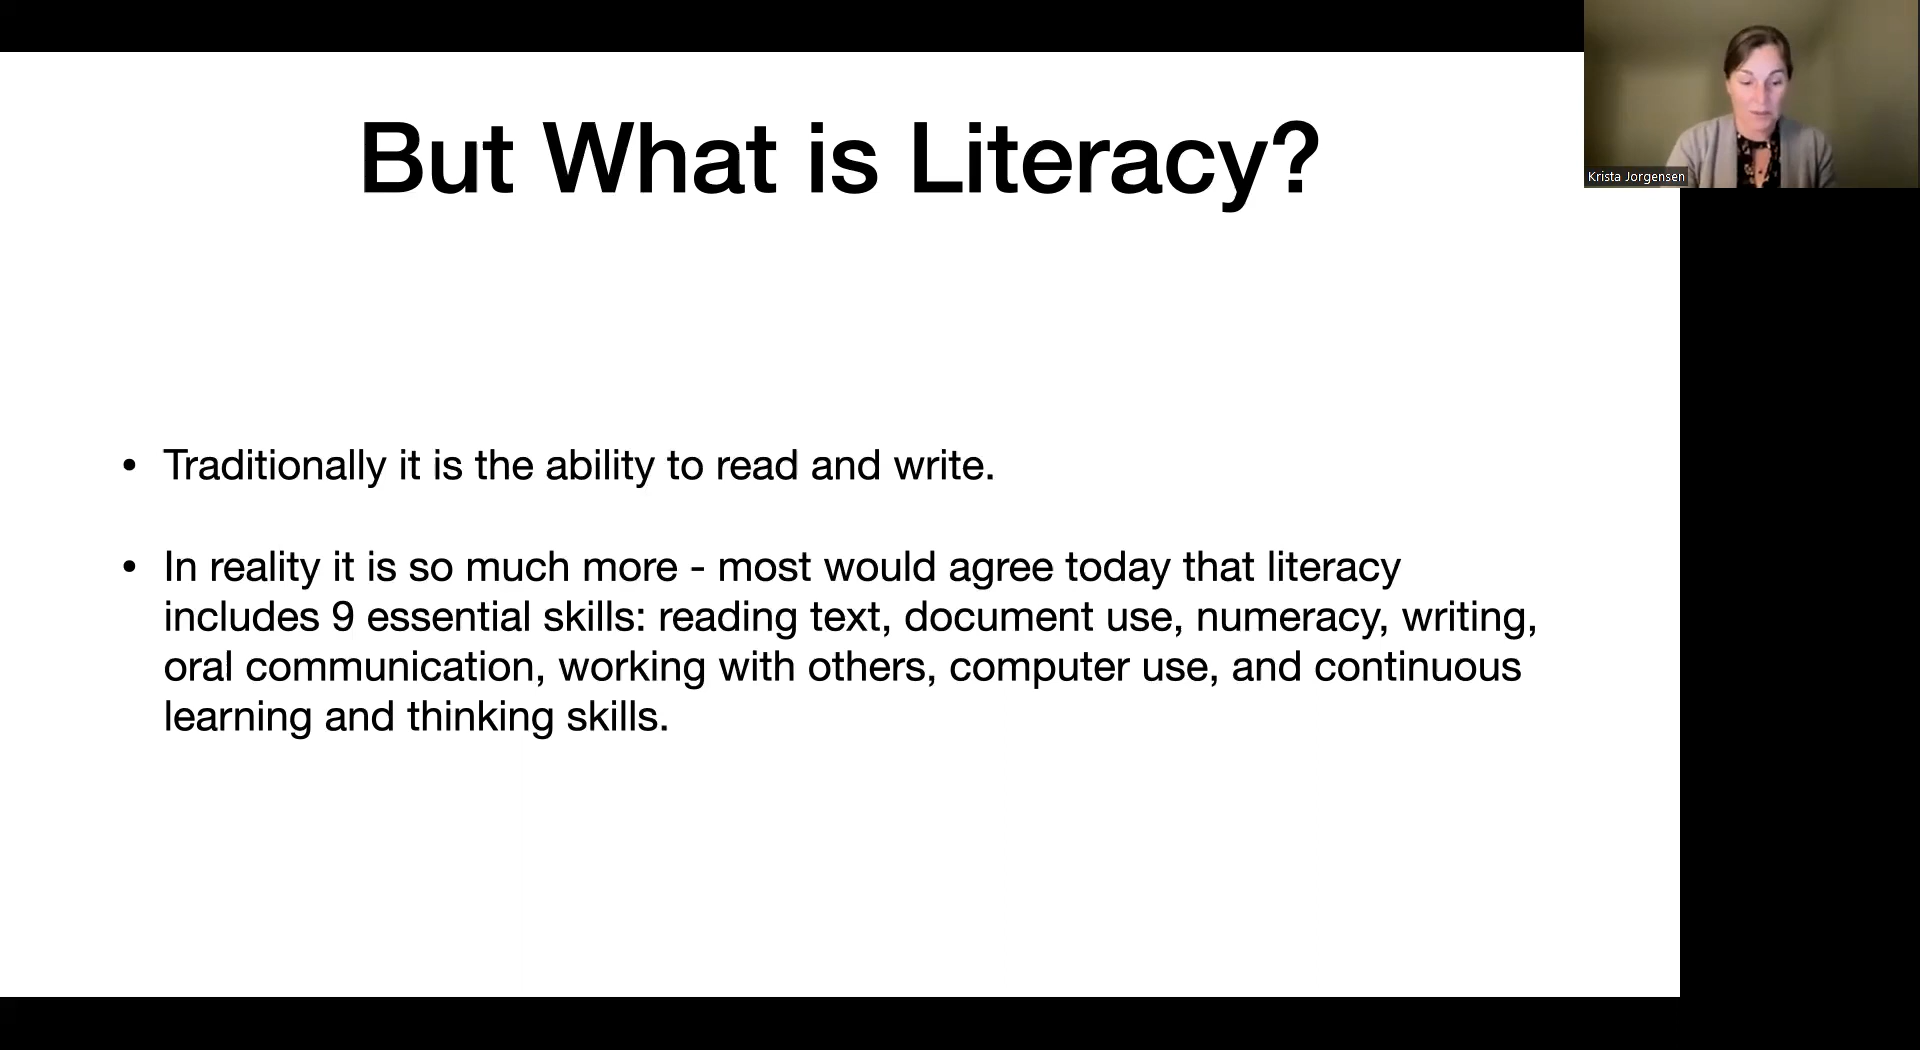 But What is Literacy?
Krista Jorgensen
• Traditionally it is the ability to read and write.
• In reality it is so much more - most would agree today that literacy
includes 9 essential skills: reading text, document use, numeracy, writing,
oral communication, working with others, computer use, and continuous
learning and thinking skills.